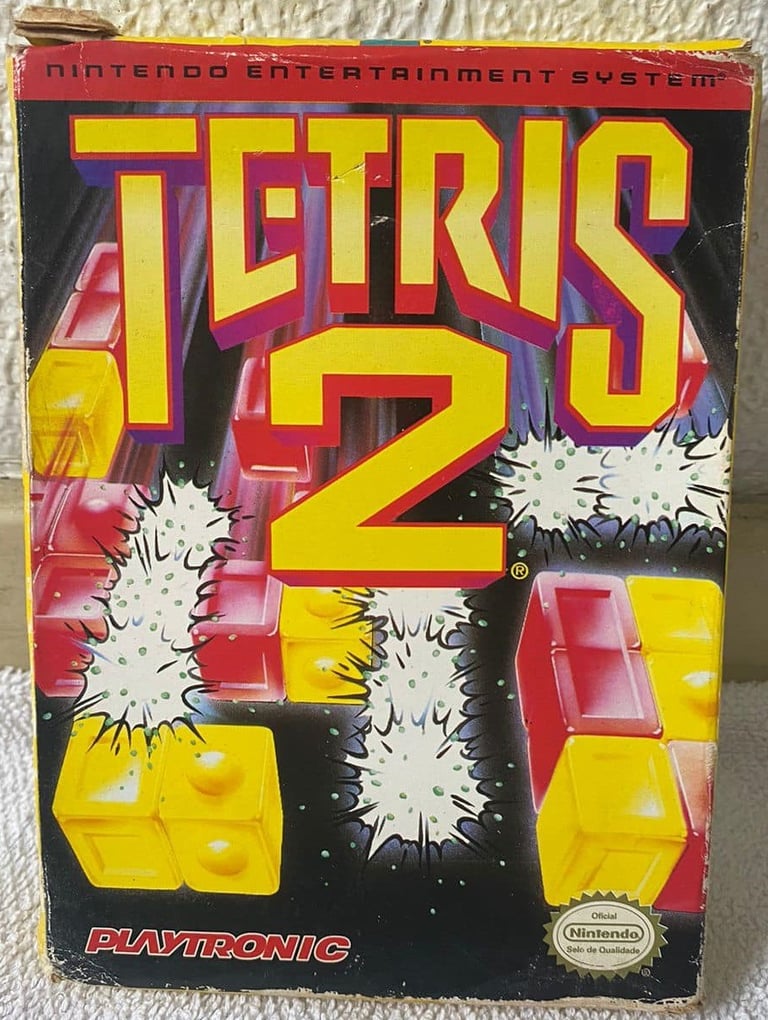 NINTENDO ENTERTAINMENT SYSTEM®
TETRIS
2®
PLAYTRONIC
Oficial
Nintendo
Selo de Qualidade
®